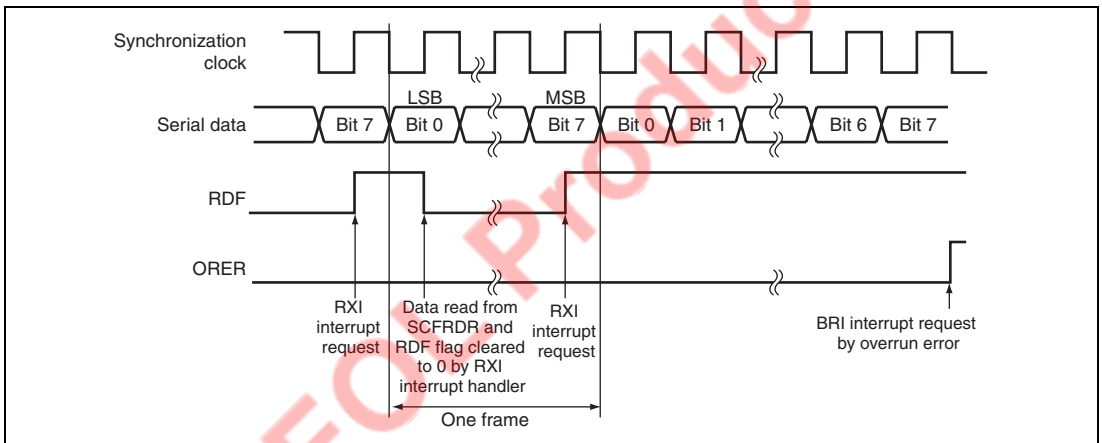 Synchronization
clock
LSB
MSB
Serial data
Bit 7
Bit 0
Bit 7
Bit 0
Bit 1
Bit 6
Bit 7
RDF
ORER
RXI
interrupt
request
Data read from
SCFRDR and
RDF flag cleared
to 0 by RXI
interrupt handler
RXI
interrupt
request
BRI interrupt request
by overrun error
One frame
EOL Produc